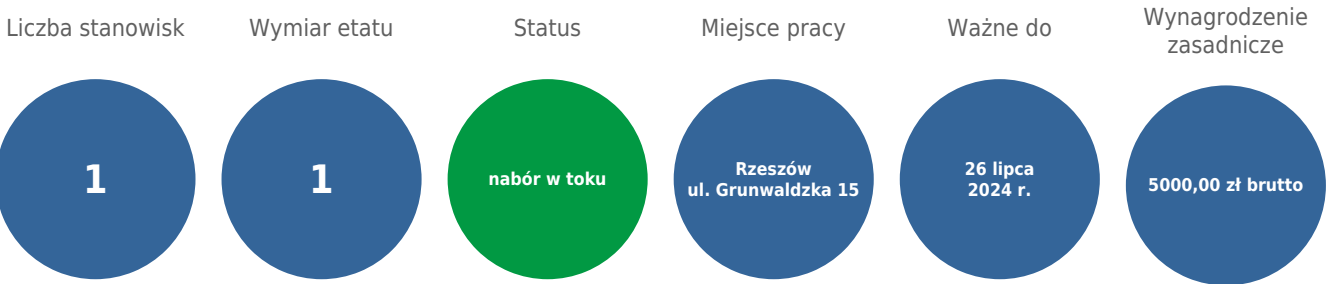 Liczba stanowisk
1
Wymiar etatu
1
Status
nabór w toku
Miejsce pracy
Rzeszów
ul. Grunwaldzka 15
Ważne do
26 lipca
2024 r.
Wynagrodzenie
zasadnicze
5000,00 zł brutto